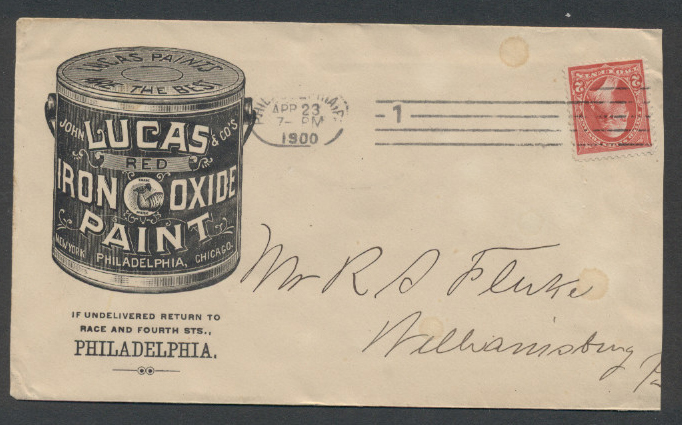 LUCAS PAINTS
ARE THE BEST
JOHN LUCAS & CO'S
RED
IRON OXIDE
PAINT
NEW YORK PHILADELPHIA, CHICAGO.
IF UNDELIVERED RETURN TO
RACE AND FOURTH STS.,
PHILADELPHIA.
APR 23
7- PM
1900
1
Mr R S Fluke
Williamsburg
Pa